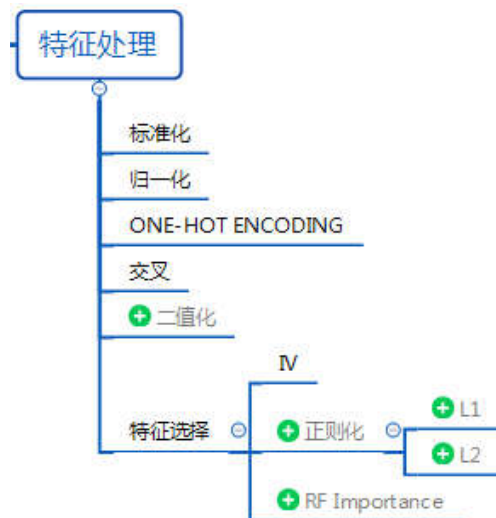 特征处理
标准化
归一化
ONE-HOT ENCODING
交叉
二值化
特征选择
IV
正则化
L1
L2
RF Importance